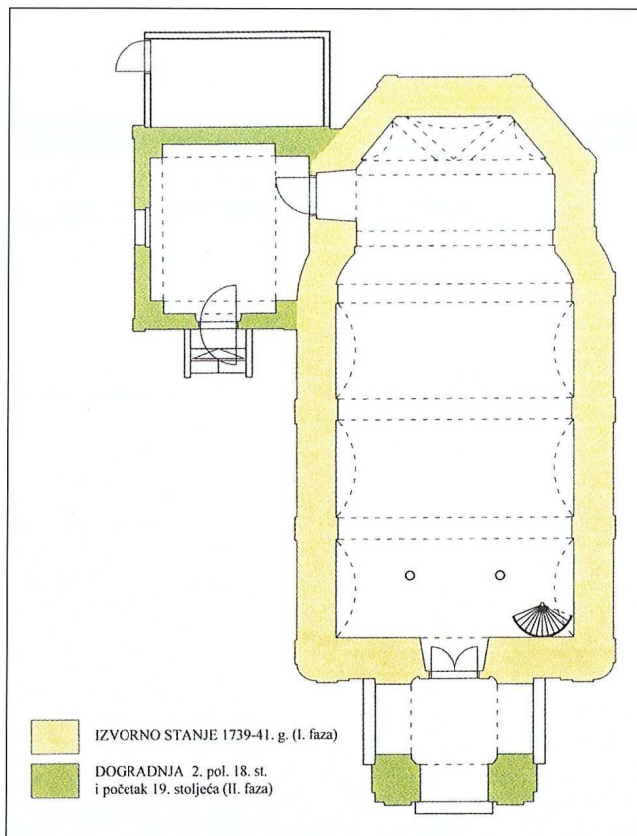 IZVORNO STANJE 1739-41. g. (I. faza)
DOGRADNJA 2. pol. 18. st.
i početak 19. stoljeća (II. faza)